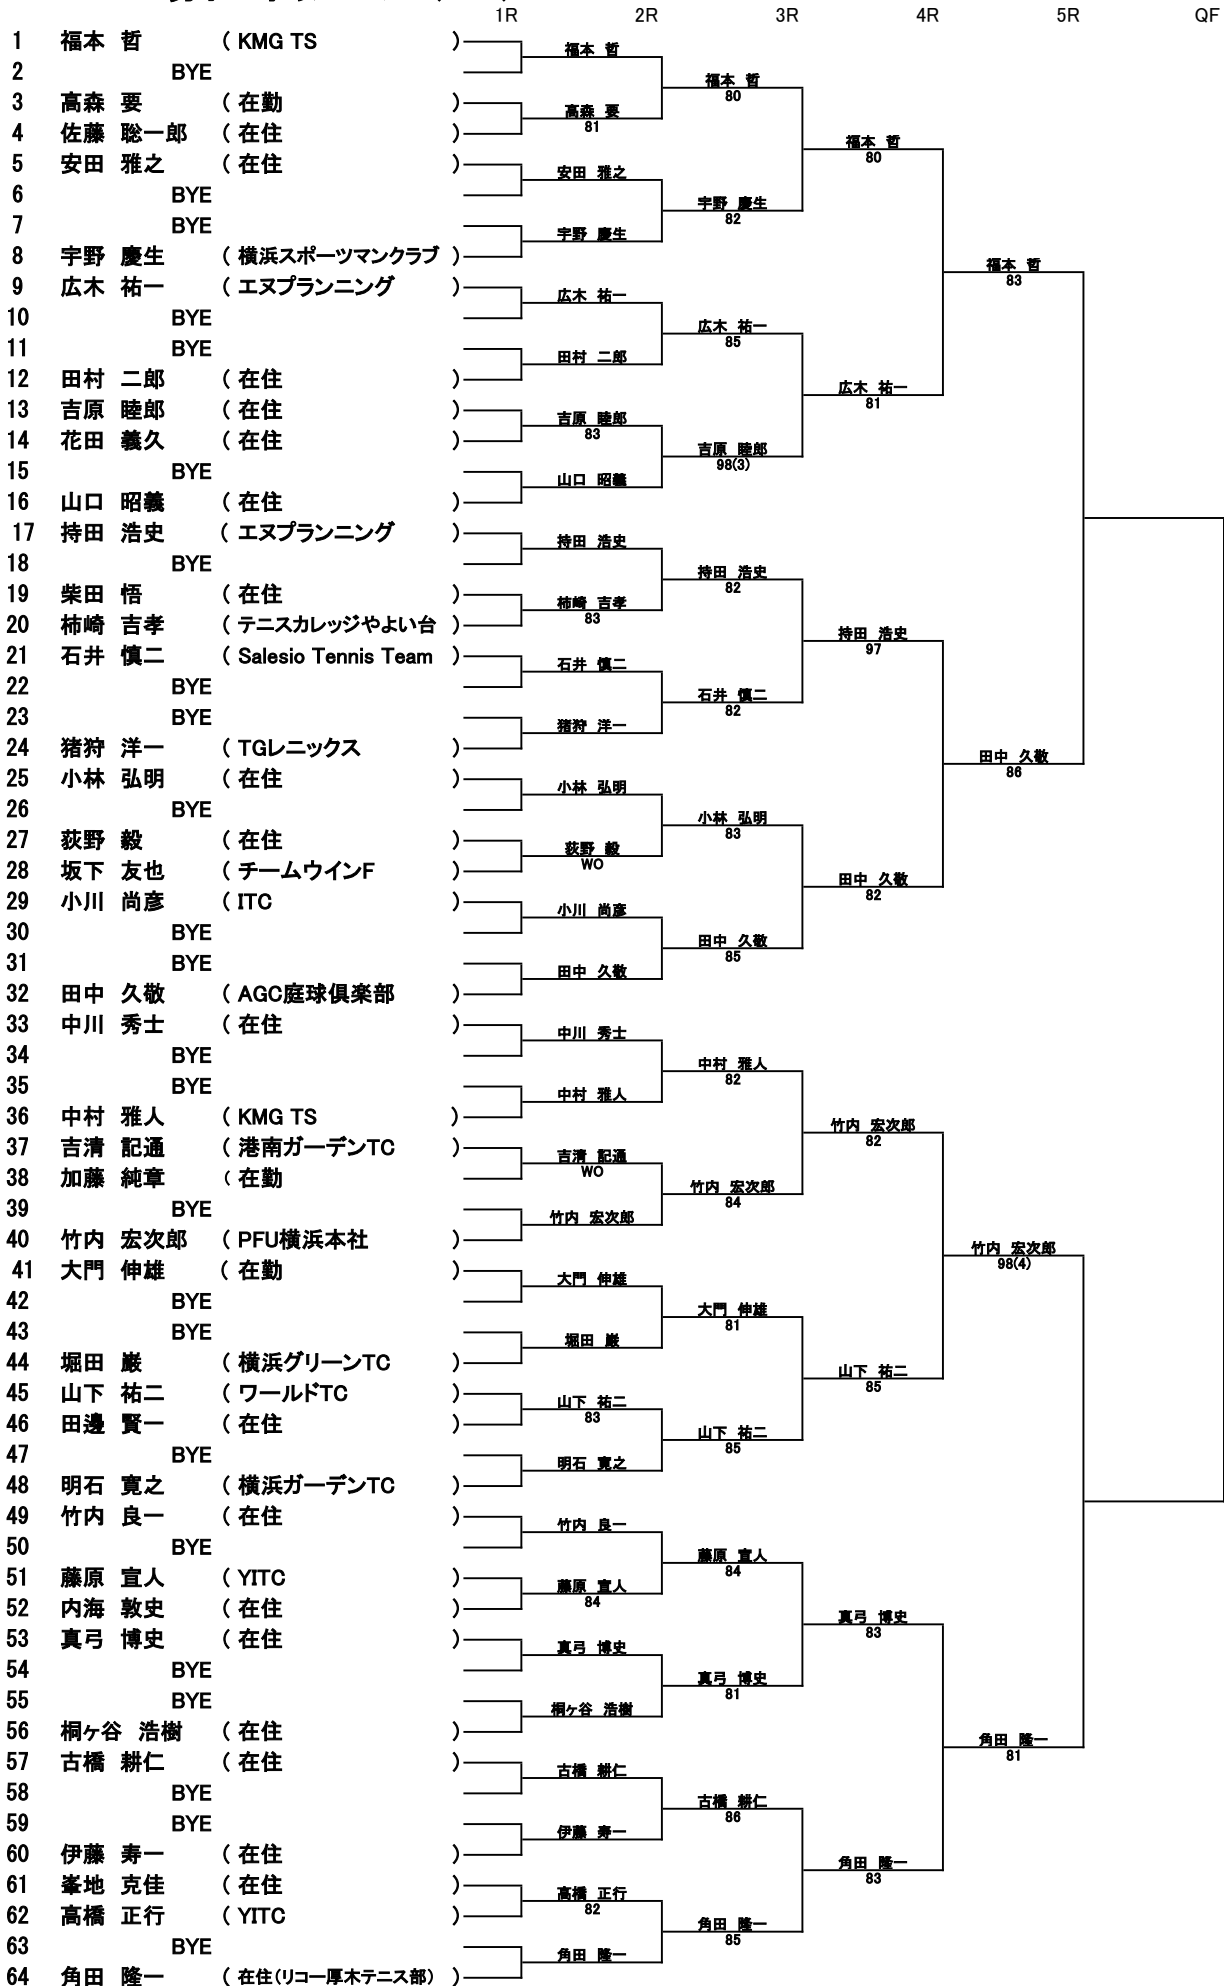 1R 2R 3R 4R 5R QF
1 福本 哲 ( KMG TS )
2 BYE
3 高森 要 ( 在勤 )
4 佐藤 聡一郎 ( 在住 )
5 安田 雅之 ( 在住 )
6 BYE
7 BYE
8 宇野 慶生 ( 横浜スポーツマンクラブ )
9 広木 祐一 ( エヌプランニング )
10 BYE
11 BYE
12 田村 二郎 ( 在住 )
13 吉原 睦郎 ( 在住 )
14 花田 義久 ( 在住 )
15 BYE
16 山口 昭義 ( 在住 )
17 持田 浩史 ( エヌプランニング )
18 BYE
19 柴田 悟 ( 在住 )
20 柿崎 吉孝 ( テニスカレッジやよい台 )
21 石井 慎二 ( Salesio Tennis Team )
22 BYE
23 BYE
24 猪狩 洋一 ( TGレニックス )
25 小林 弘明 ( 在住 )
26 BYE
27 荻野 毅 ( 在住 )
28 坂下 友也 ( チームウインF )
29 小川 尚彦 ( ITC )
30 BYE
31 BYE
32 田中 久敬 ( AGC庭球倶楽部 )
33 中川 秀士 ( 在住 )
34 BYE
35 BYE
36 中村 雅人 ( KMG TS )
37 吉清 記通 ( 港南ガーデンTC )
38 加藤 純章 ( 在勤 )
39 BYE
40 竹内 宏次郎 ( PFU横浜本社 )
41 大門 伸雄 ( 在勤 )
42 BYE
43 BYE
44 堀田 巌 ( 横浜グリーンTC )
45 山下 祐二 ( ワールドTC )
46 田邊 賢一 ( 在住 )
47 BYE
48 明石 寛之 ( 横浜ガーデンTC )
49 竹内 良一 ( 在住 )
50 BYE
51 藤原 宣人 ( YITC )
52 内海 敦史 ( 在住 )
53 真弓 博史 ( 在住 )
54 BYE
55 BYE
56 桐ヶ谷 浩樹 ( 在住 )
57 古橋 耕仁 ( 在住 )
58 BYE
59 BYE
60 伊藤 寿一 ( 在住 )
61 峯地 克佳 ( 在住 )
62 高橋 正行 ( YITC )
63 BYE
64 角田 隆一 ( 在住(リコー厚木テニス部) )
福本 哲
高森 要
81
安田 雅之
宇野 慶生
広木 祐一
田村 二郎
吉原 睦郎
83
山口 昭義
持田 浩史
柿崎 吉孝
83
石井 慎二
猪狩 洋一
小林 弘明
荻野 毅
WO
小川 尚彦
田中 久敬
中川 秀士
中村 雅人
吉清 記通
WO
竹内 宏次郎
大門 伸雄
堀田 巌
山下 祐二
83
明石 寛之
竹内 良一
藤原 宣人
84
真弓 博史
桐ヶ谷 浩樹
古橋 耕仁
伊藤 寿一
高橋 正行
82
角田 隆一
福本 哲
80
宇野 慶生
82
広木 祐一
85
吉原 睦郎
98(3)
持田 浩史
82
石井 慎二
82
小林 弘明
83
田中 久敬
85
中村 雅人
82
竹内 宏次郎
84
大門 伸雄
81
山下 祐二
85
藤原 宣人
84
真弓 博史
81
古橋 耕仁
86
角田 隆一
85
福本 哲
80
広木 祐一
81
持田 浩史
97
田中 久敬
82
竹内 宏次郎
82
山下 祐二
85
真弓 博史
83
角田 隆一
83
福本 哲
83
田中 久敬
86
竹内 宏次郎
98(4)
角田 隆一
81